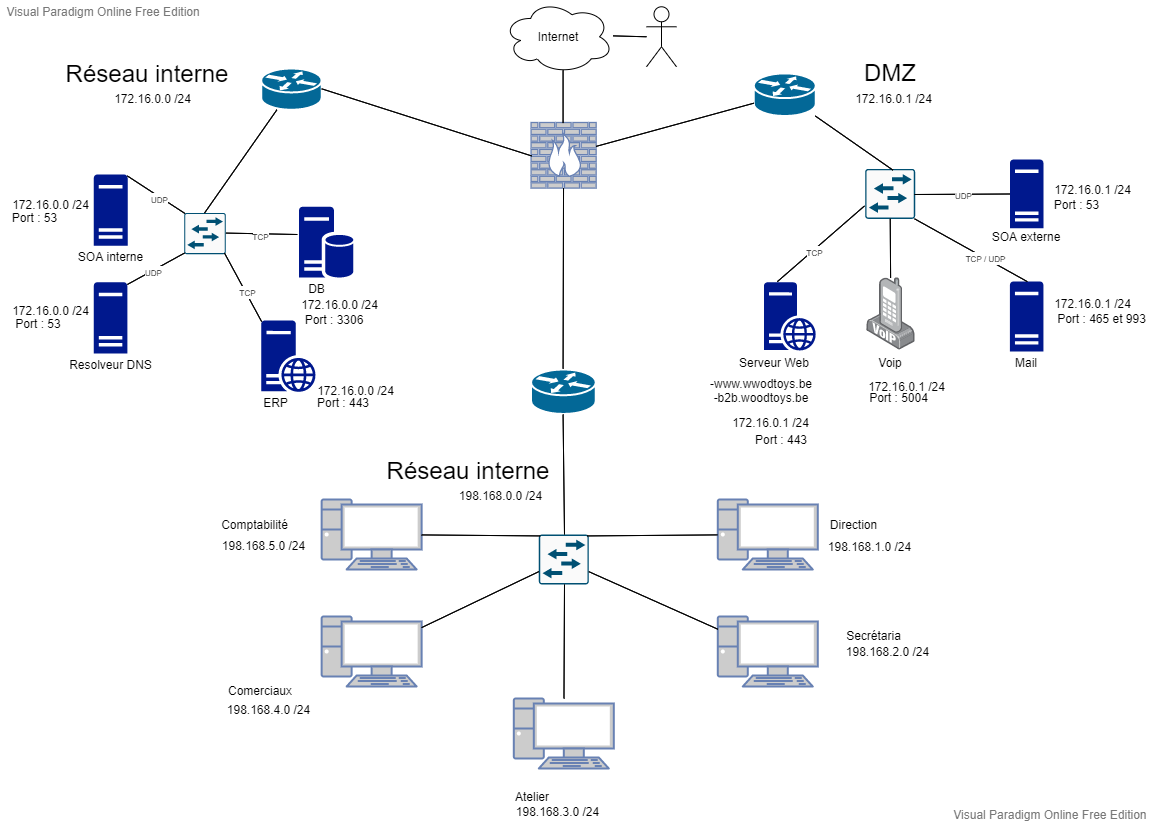 Visual Paradigm Online Free Edition
Internet
Réseau interne
172.16.0.0 /24
DMZ
172.16.0.1 /24
UDP
172.16.0.0 /24
Port : 53
SOA interne
TCP
UDP
DB
172.16.0.0 /24
Port : 3306
TCP
172.16.0.0 /24
Port : 53
Resolveur DNS
ERP
172.16.0.0 /24
Port : 443
UDP
172.16.0.1 /24
Port : 53
SOA externe
TCP
TCP / UDP
VoIP
172.16.0.1 /24
Port : 465 et 993
Serveur Web
Voip
Mail
-www.wwodtoys.be
-b2b.woodtoys.be
172.16.0.1 /24
Port : 5004
172.16.0.1 /24
Port : 443
Réseau interne
198.168.0.0 /24
Comptabilité
198.168.5.0 /24
Direction
198.168.1.0 /24
Secrétaria
198.168.2.0 /24
Comerciaux
198.168.4.0 /24
Atelier
198.168.3.0 /24
Visual Paradigm Online Free Edition